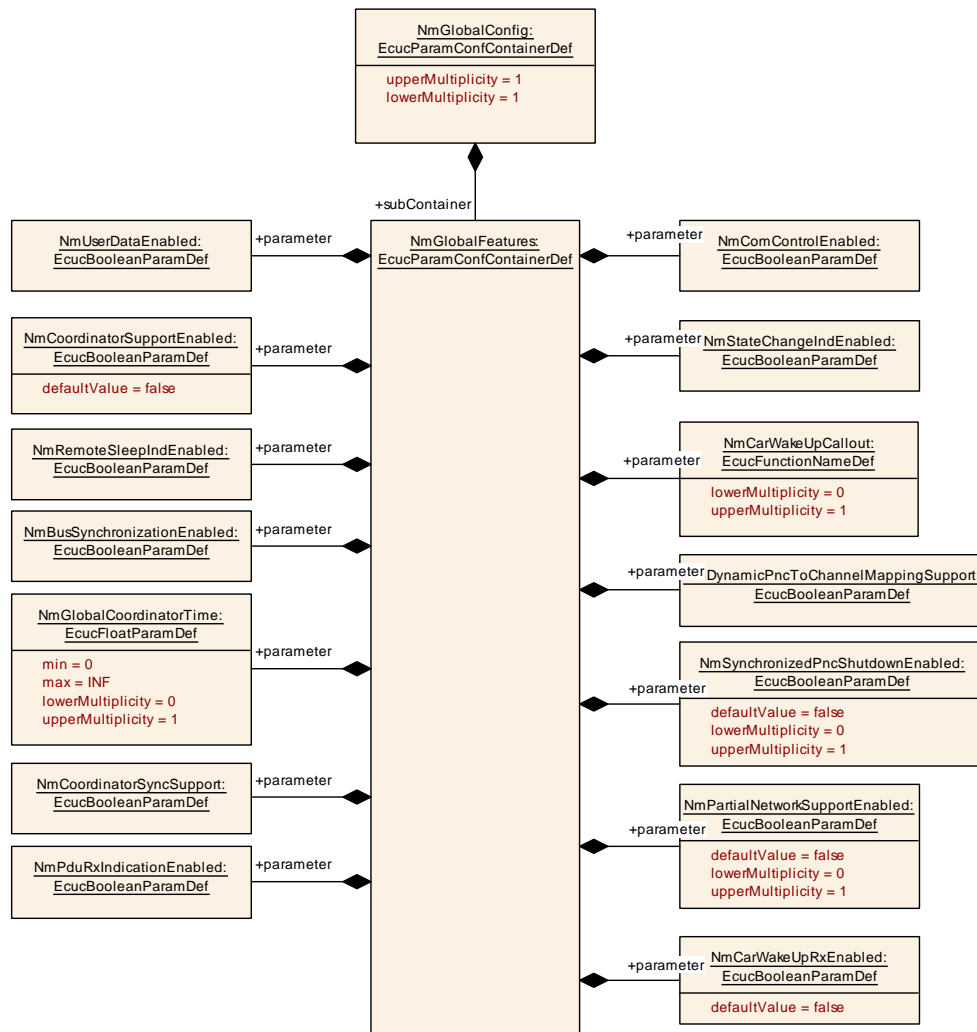 NmGlobalConfig:
EcucParamConfContainerDef
upperMultiplicity = 1
lowerMultiplicity = 1
+subContainer
NmGlobalFeatures:
EcucParamConfContainerDef
NmUserDataEnabled:
EcucBooleanParamDef
+parameter
NmCoordinatorSupportEnabled:
EcucBooleanParamDef
defaultValue = false
+parameter
NmRemoteSleepIndEnabled:
EcucBooleanParamDef
+parameter
NmBusSynchronizationEnabled:
EcucBooleanParamDef
+parameter
NmGlobalCoordinatorTime:
EcucFloatParamDef
min = 0
max = INF
lowerMultiplicity = 0
upperMultiplicity = 1
+parameter
NmCoordinatorSyncSupport:
EcucBooleanParamDef
+parameter
NmPduRxIndicationEnabled:
EcucBooleanParamDef
+parameter
+parameter
NmComControlEnabled:
EcucBooleanParamDef
+parameter
NmStateChangeIndEnabled:
EcucBooleanParamDef
+parameter
NmCarWakeUpCallout:
EcucFunctionNameDef
lowerMultiplicity = 0
upperMultiplicity = 1
+parameter
DynamicPncToChannelMappingSupport
EcucBooleanParamDef
+parameter
NmSynchronizedPncShutdownEnabled:
EcucBooleanParamDef
defaultValue = false
lowerMultiplicity = 0
upperMultiplicity = 1
+parameter
NmPartialNetworkSupportEnabled:
EcucBooleanParamDef
defaultValue = false
lowerMultiplicity = 0
upperMultiplicity = 1
+parameter
NmCarWakeUpRxEnabled:
EcucBooleanParamDef
defaultValue = false